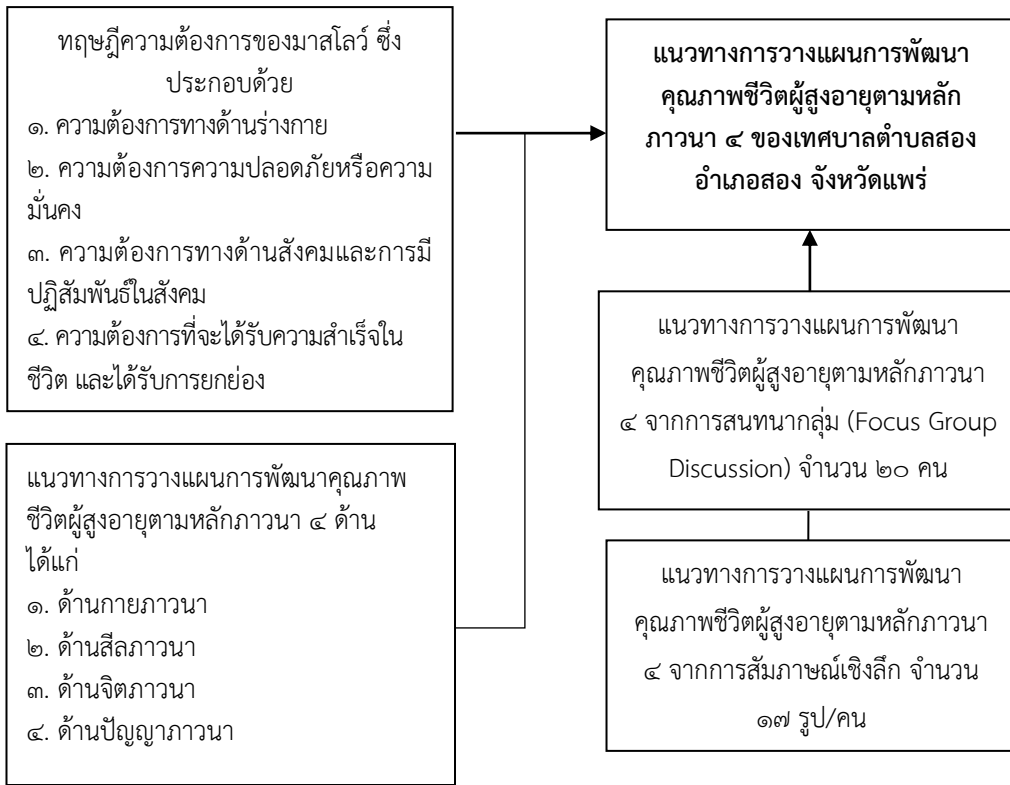 ทฤษฎีความต้องการของมาสโลว์ ซึ่ง
ประกอบด้วย
๑. ความต้องการทางด้านร่างกาย
๒. ความต้องการความปลอดภัยหรือความ
มั่นคง
๓. ความต้องการทางด้านสังคมและการมี
ปฏิสัมพันธ์ในสังคม
๔. ความต้องการที่จะได้รับความสำเร็จใน
ชีวิต และได้รับการยกย่อง
แนวทางการวางแผนการพัฒนาคุณภาพ
ชีวิตผู้สูงอายุตามหลักภาวนา ๔ ด้าน
ได้แก่
๑. ด้านกายภาวนา
๒. ด้านสีลภาวนา
๓. ด้านจิตภาวนา
๔. ด้านปัญญาภาวนา
แนวทางการวางแผนการพัฒนา
คุณภาพชีวิตผู้สูงอายุตามหลัก
ภาวนา ๔ ของเทศบาลตำบลสอง
อำเภอสอง จังหวัดแพร่
แนวทางการวางแผนการพัฒนา
คุณภาพชีวิตผู้สูงอายุตามหลักภาวนา
๔ จากการสนทนากลุ่ม (Focus Group
Discussion) จำนวน ๒๐ คน
แนวทางการวางแผนการพัฒนา
คุณภาพชีวิตผู้สูงอายุตามหลักภาวนา
๔ จากการสัมภาษณ์เชิงลึก จำนวน
๑๗ รูป/คน